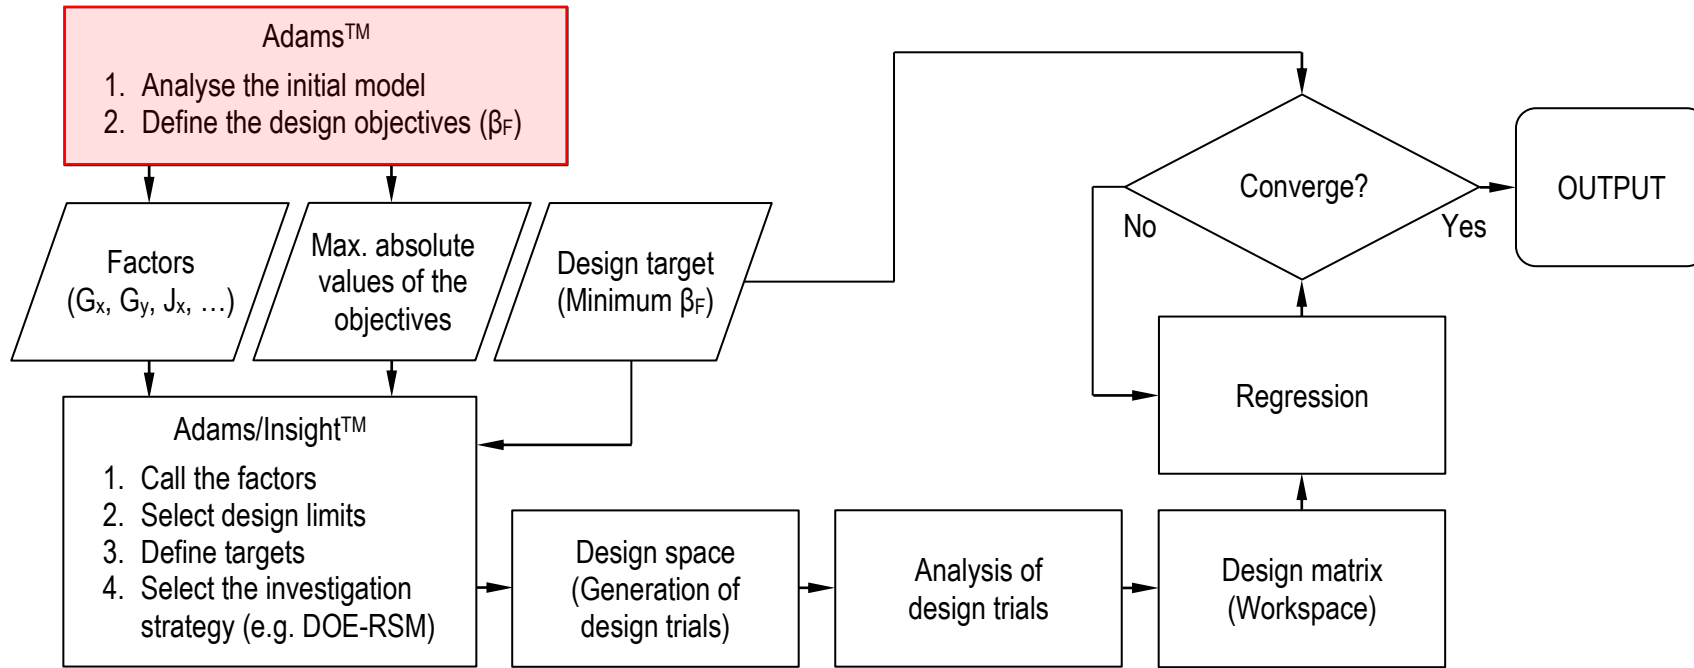 Adams™
1. Analyse the initial model
2. Define the design objectives (βF)
Factors
(Gx, Gy, Jx, …)
Max. absolute
values of the
objectives
Design target
(Minimum βF)
Adams/Insight™
1. Call the factors
2. Select design limits
3. Define targets
4. Select the investigation
strategy (e.g. DOE-RSM)
Design space
(Generation of
design trials)
Analysis of
design trials
Design matrix
(Workspace)
Regression
Converge?
No
Yes
OUTPUT